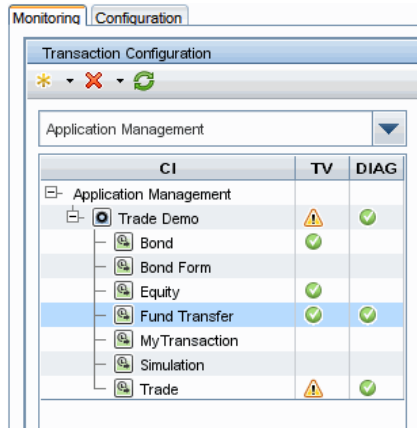 Monitoring Configuration
Transaction Configuration
Application Management
CI TV DIAG
Application Management
Trade Demo
Bond
Bond Form
Equity
Fund Transfer
MyTransaction
Simulation
Trade